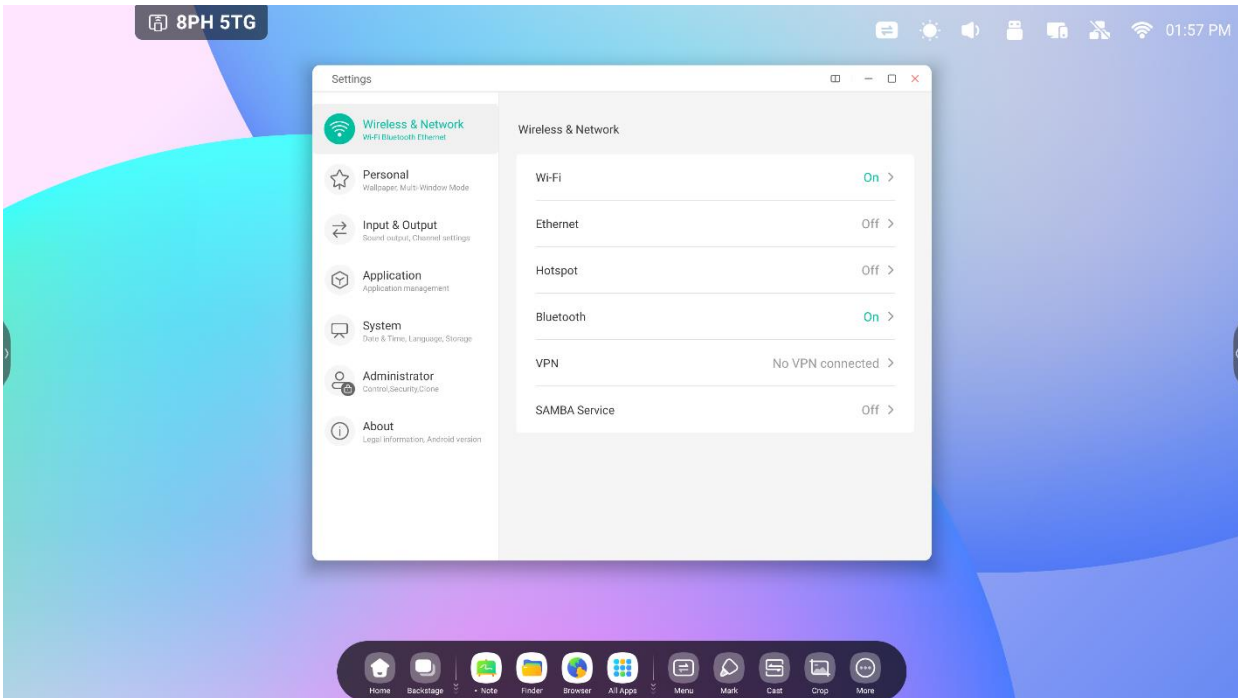 8PH 5TG
01:57 PM
Settings
Wireless & Network
Wi-Fi Bluetooth Ethernet
Personal
Wallpaper, Multi-Window Mode
Input & Output
Sound output, Channel settings
Application
Application management
System
Date & Time, Language, Storage
Administrator
Control,Security,Clone
About
Legal information, Android version
Wireless & Network
Wi-Fi On
Ethernet Off
Hotspot Off
Bluetooth On
VPN No VPN connected
SAMBA Service Off
Home Backstage • Note Finder Browser All Apps Menu Mark Cast Crop More